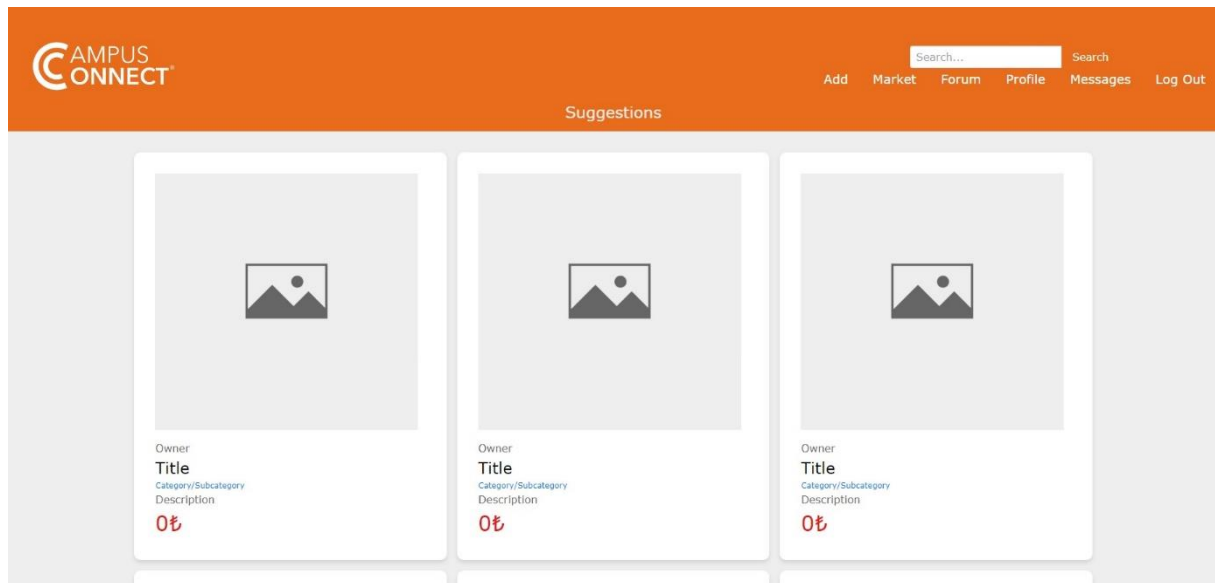 CAMPUS
CONNECT®
Search... Search
Add Market Forum Profile Messages Log Out
Suggestions
Owner
Title
Category/Subcategory
Description
0₺
Owner
Title
Category/Subcategory
Description
0₺
Owner
Title
Category/Subcategory
Description
0₺